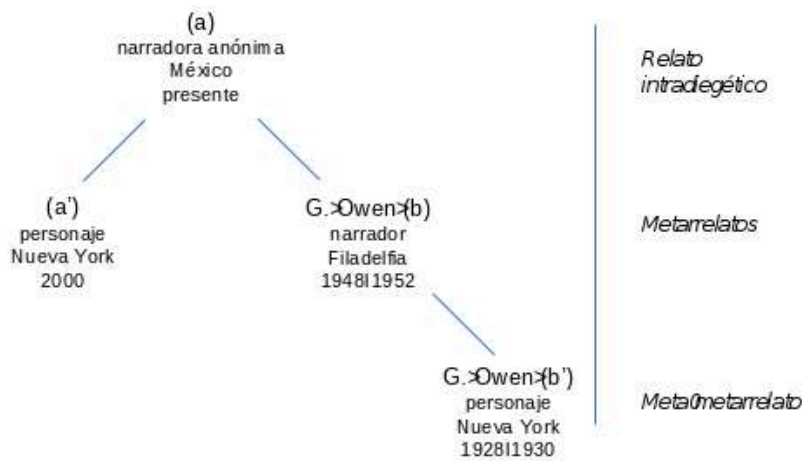 (a)
narradora anónima
México
presente
Relato
intradiegético
(a’)
personaje
Nueva York
2000
G.>Owen>(b)
narrador
Filadelfia
1948I1952
Metarrelatos
G.>Owen>(b’)
personaje
Nueva York
1928I1930
Meta0metarrelato